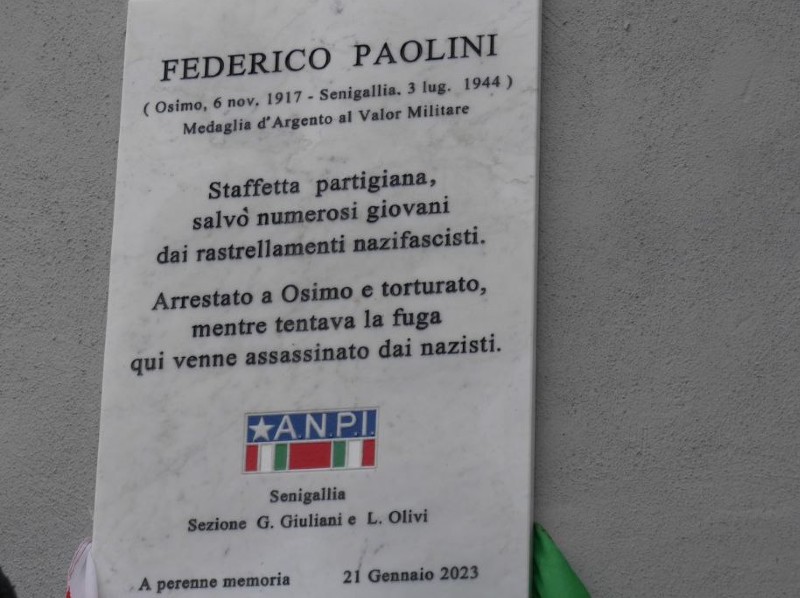 FEDERICO PAOLINI
( Osimo, 6 nov. 1917 - Senigallia. 3 lug. 1944 )
Medaglia d'Argento al Valor Militare
Staffetta partigiana,
salvò numerosi giovani
dai rastrellamenti nazifascisti.
Arrestato a Osimo e torturato,
mentre tentava la fuga
qui venne assassinato dai nazisti.
A.N.P.I.
Senigallia
Sezione G. Giuliani e L. Olivi
A perenne memoria 21 Gennaio 2023